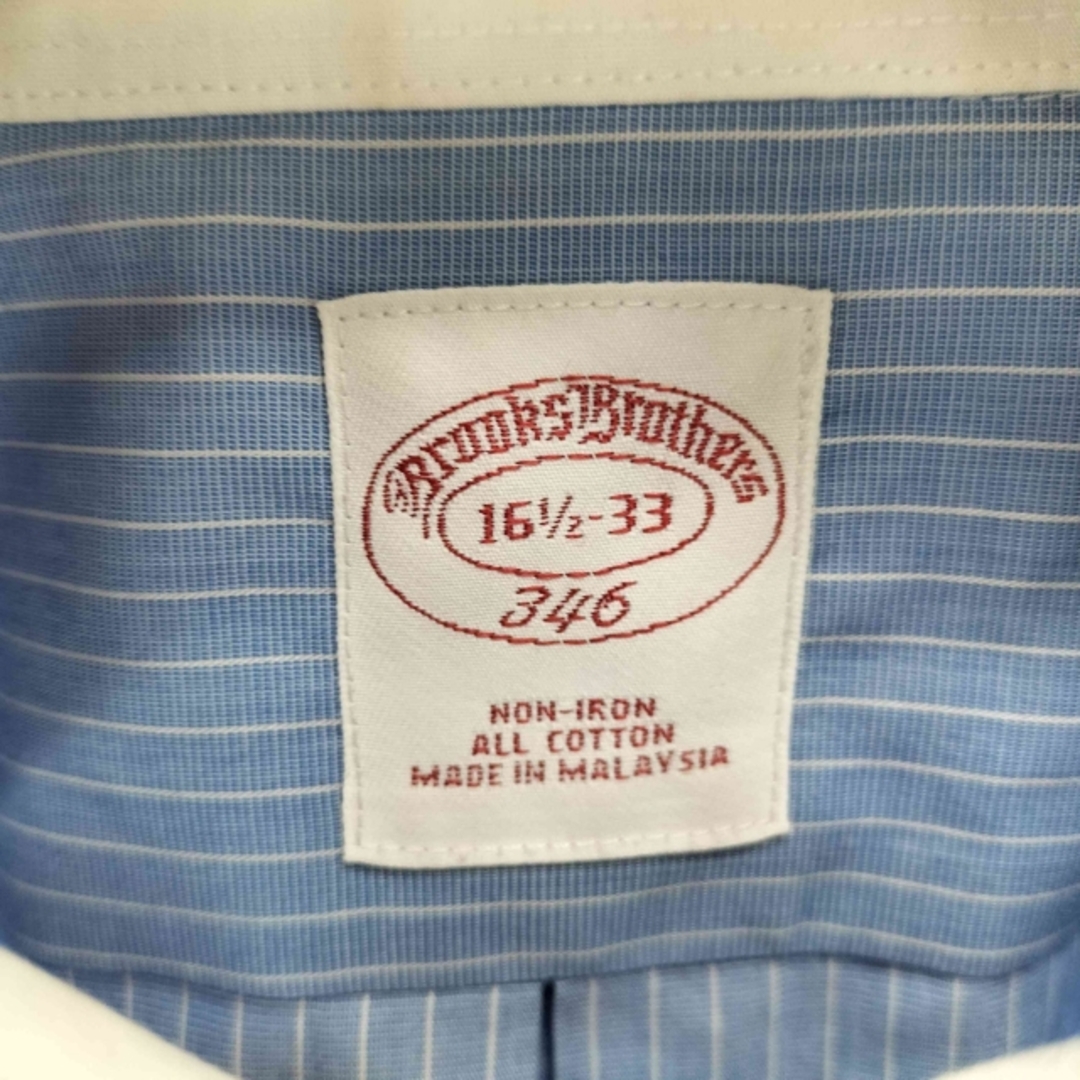 Brooks Brothers
16½-33
346
NON-IRON
ALL COTTON
MADE IN MALAYSIA